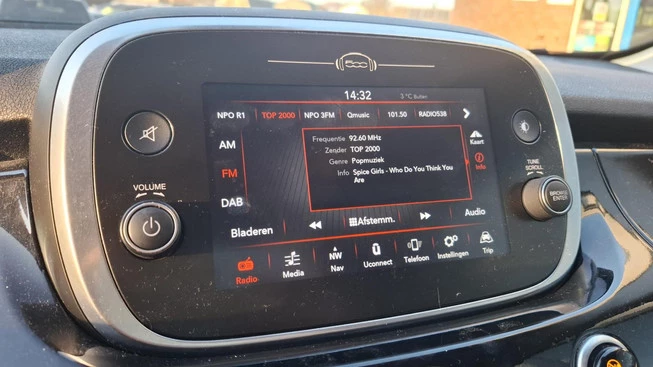 500
14:32 3 °C Buiten
NPO R1 TOP 2000 NPO 3FM Qmusic 101.50 RADIO538
AM
FM
DAB
Frequentie 92.60 MHz
Zender TOP 2000
Genre Popmuziek
Info Spice Girls - Who Do You Think You
Are
Kaart
Info
Bladeren Afstemm. Audio
Radio Media NW Nav Uconnect Telefoon Instellingen Trip
VOLUME
TUNE
SCROLL
BROWSE
ENTER